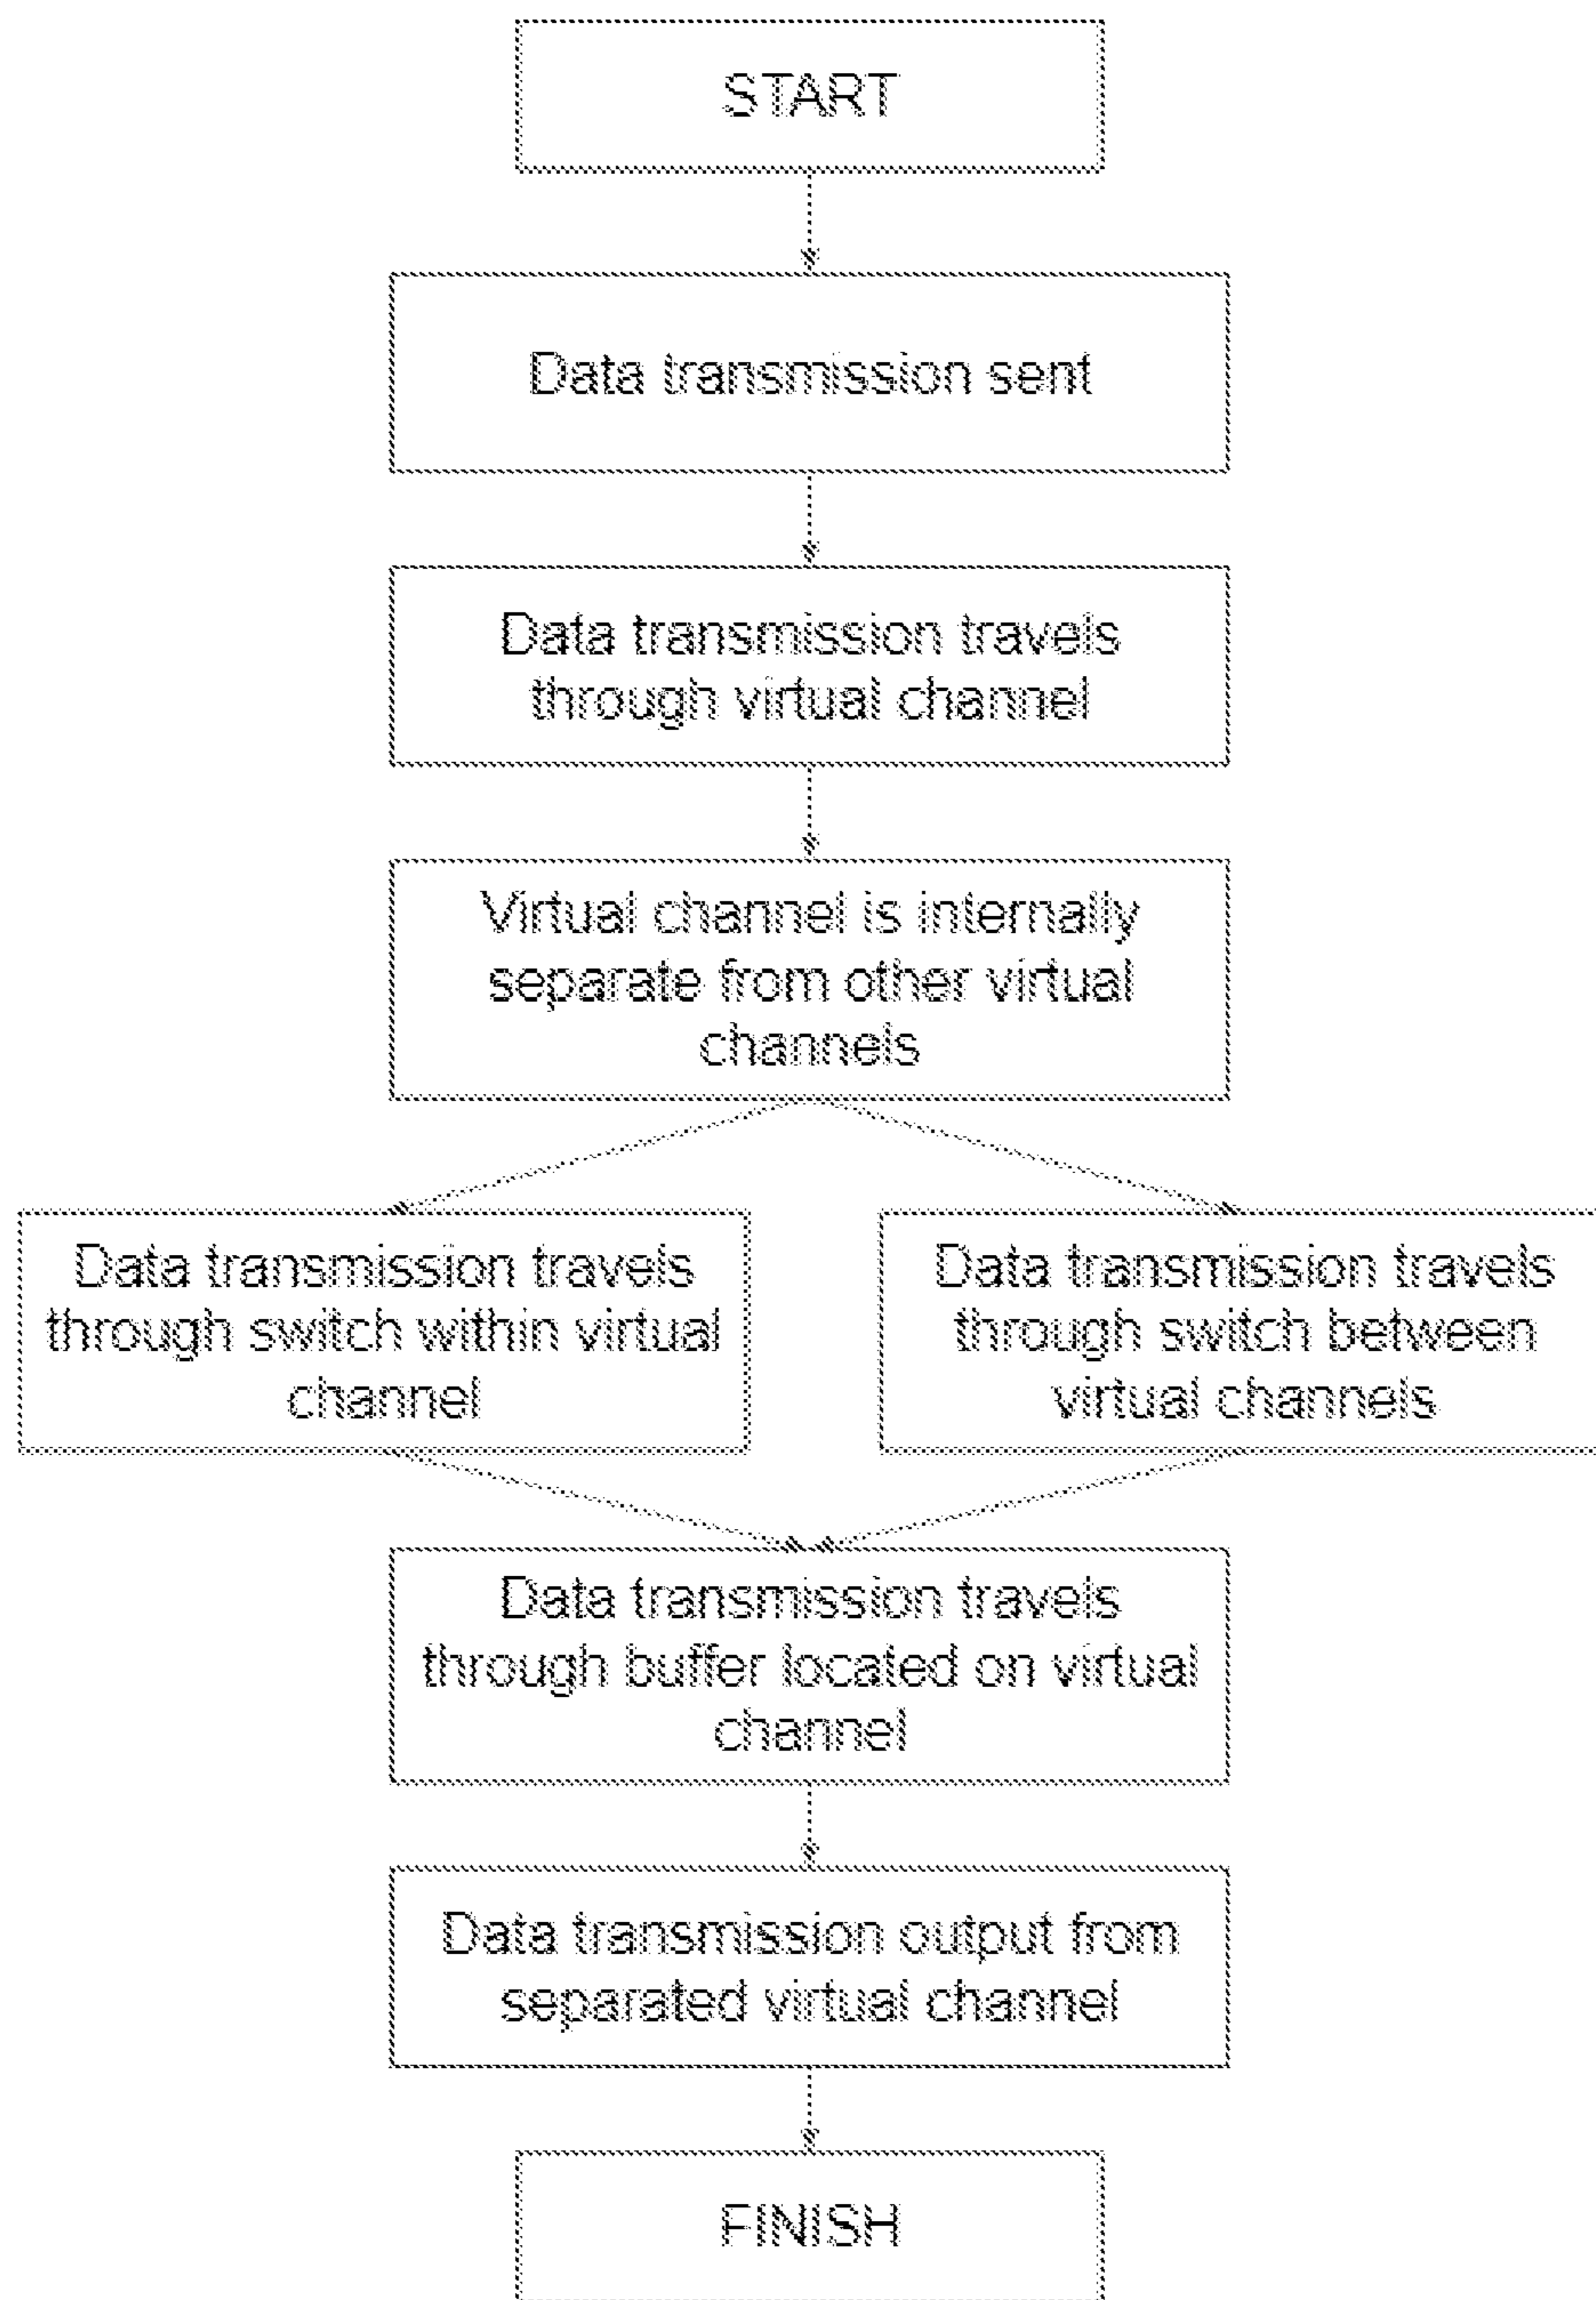 START
Data transmission sent
Data transmission travels
through virtual channel
Virtual channel is internally
separate from other virtual
channels
Data transmission travels
through switch within virtual
channel
Data transmission travels
through switch between
virtual channels
Data transmission travels
through buffer located on virtual
channel
Data transmission output from
separated virtual channel
FINISH